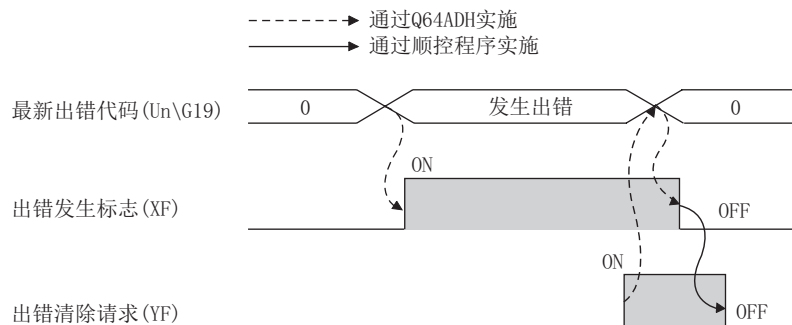 通过Q64ADH实施
通过顺控程序实施
最新出错代码(Un\G19)
0
发生出错
0
ON
出错发生标志(XF)
OFF
ON
出错清除请求(YF)
OFF